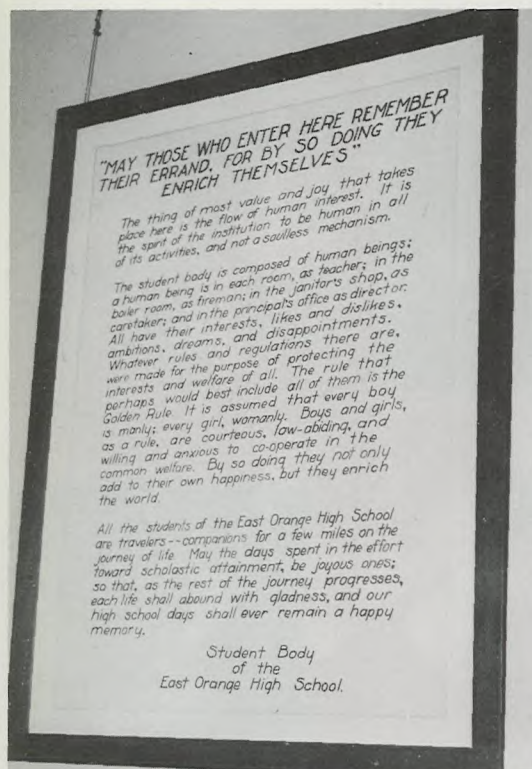 "MAY THOSE WHO ENTER HERE REMEMBER
THEIR ERRAND, FOR BY SO DOING THEY
ENRICH THEMSELVES"
The thing of most value and joy that takes
place here is the flow of human interest. It is
the spirit of the institution to be human in all
of its activities, and not a soulless mechanism.
The student body is composed of human beings;
a human being is in each room, as teacher; in the
boiler room, as fireman; in the janitor's shop, as
caretaker; and in the principal's office as director.
All have their interests, likes and dislikes,
ambitions, dreams, and disappointments.
Whatever rules and regulations there are,
were made for the purpose of protecting the
interests and welfare of all. The rule that
perhaps would best include all of them is the
Golden Rule. It is assumed that every boy
is manly; every girl, womanly. Boys and girls,
as a rule, are courteous, law-abiding, and
willing and anxious to co-operate in the
common welfare. By so doing they not only
add to their own happiness, but they enrich
the world.
All the students of the East Orange High School
are travelers--companions for a few miles on the
journey of life. May the days spent in the effort
toward scholastic attainment, be joyous ones;
so that, as the rest of the journey progresses,
each life shall abound with gladness, and our
high school days shall ever remain a happy
memory.
Student Body
of the
East Orange High School.